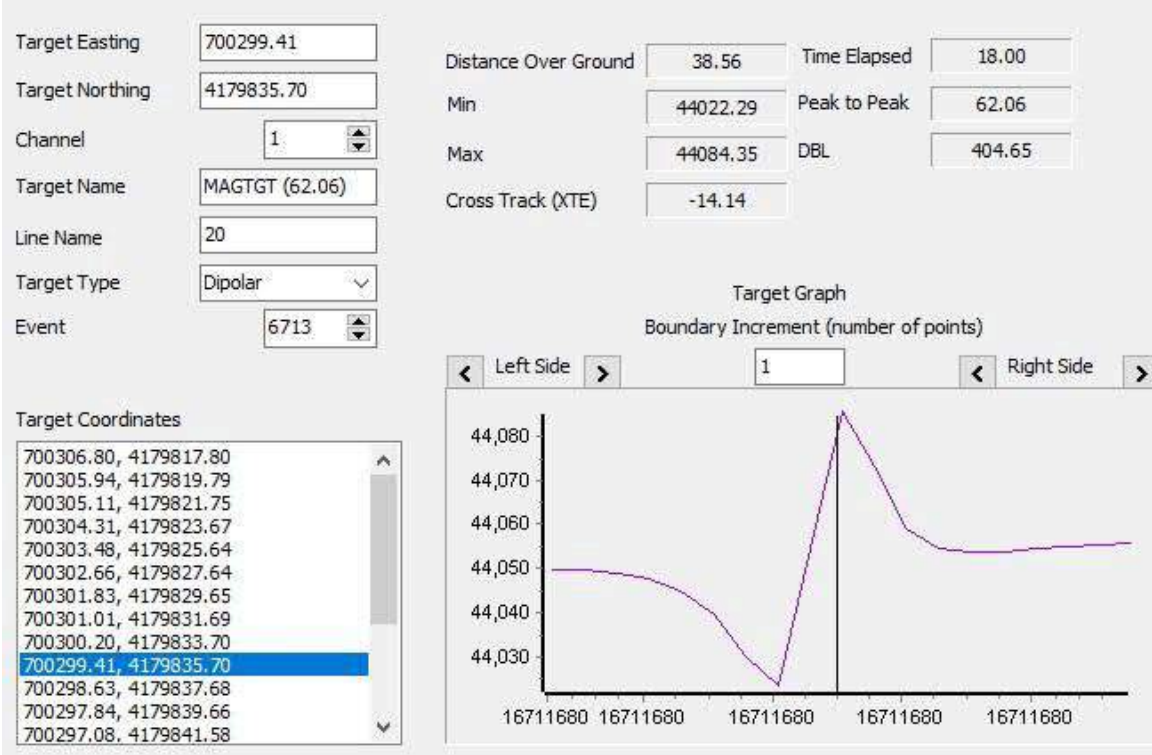 Target Easting 700299.41
Target Northing 4179835.70
Channel 1
Target Name MAGTGT (62.06)
Line Name 20
Target Type Dipolar
Event 6713
Distance Over Ground 38.56 Time Elapsed 18.00
Min 44022.29 Peak to Peak 62.06
Max 44084.35 DBL 404.65
Cross Track (XTE) -14.14
Target Graph
Boundary Increment (number of points)
Left Side 1 Right Side
Target Coordinates
700306.80, 4179817.80
700305.94, 4179819.79
700305.11, 4179821.75
700304.31, 4179823.67
700303.48, 4179825.64
700302.66, 4179827.64
700301.83, 4179829.65
700301.01, 4179831.69
700300.20, 4179833.70
700299.41, 4179835.70
700298.63, 4179837.68
700297.84, 4179839.66
700297.08, 4179841.58
44,080
44,070
44,060
44,050
44,040
44,030
16711680 16711680 16711680 16711680 16711680